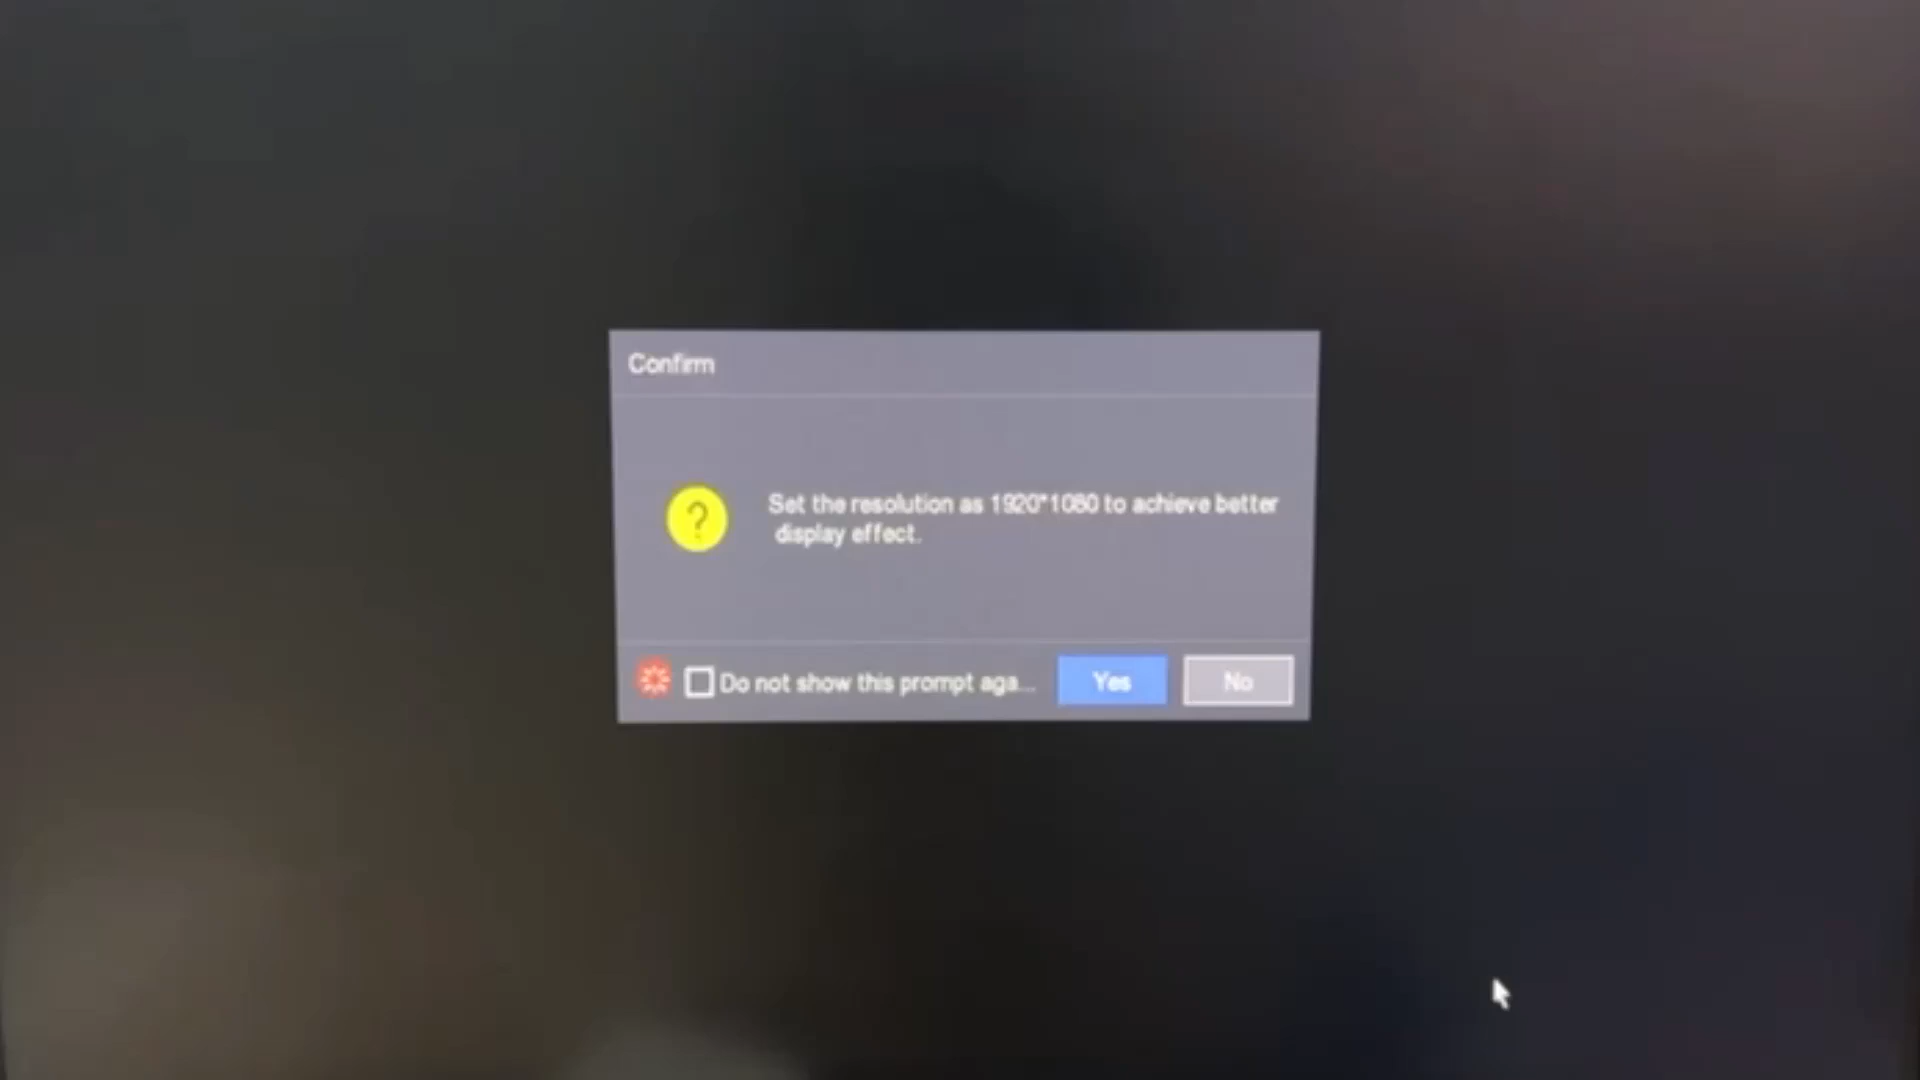 Confirm
?
Set the resolution as 1920*1080 to achieve better
display effect.
Do not show this prompt aga...
Yes
No